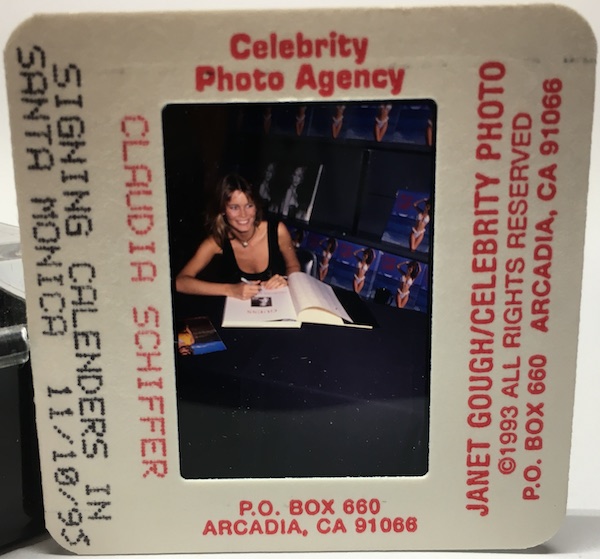 Celebrity
Photo Agency
CLAUDIA SCHIFFER
SIGNING CALENDERS IN
SANTA MONICA 11/10/95
JANET GOUGH/CELEBRITY PHOTO
©1993 ALL RIGHTS RESERVED
P.O. BOX 660 ARCADIA, CA 91066
P.O. BOX 660
ARCADIA, CA 91066